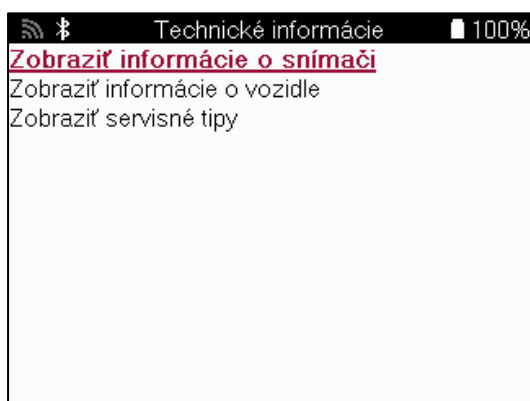 Technické informácie 100%
Zobraziť informácie o snímači
Zobraziť informácie o vozidle
Zobraziť servisné tipy